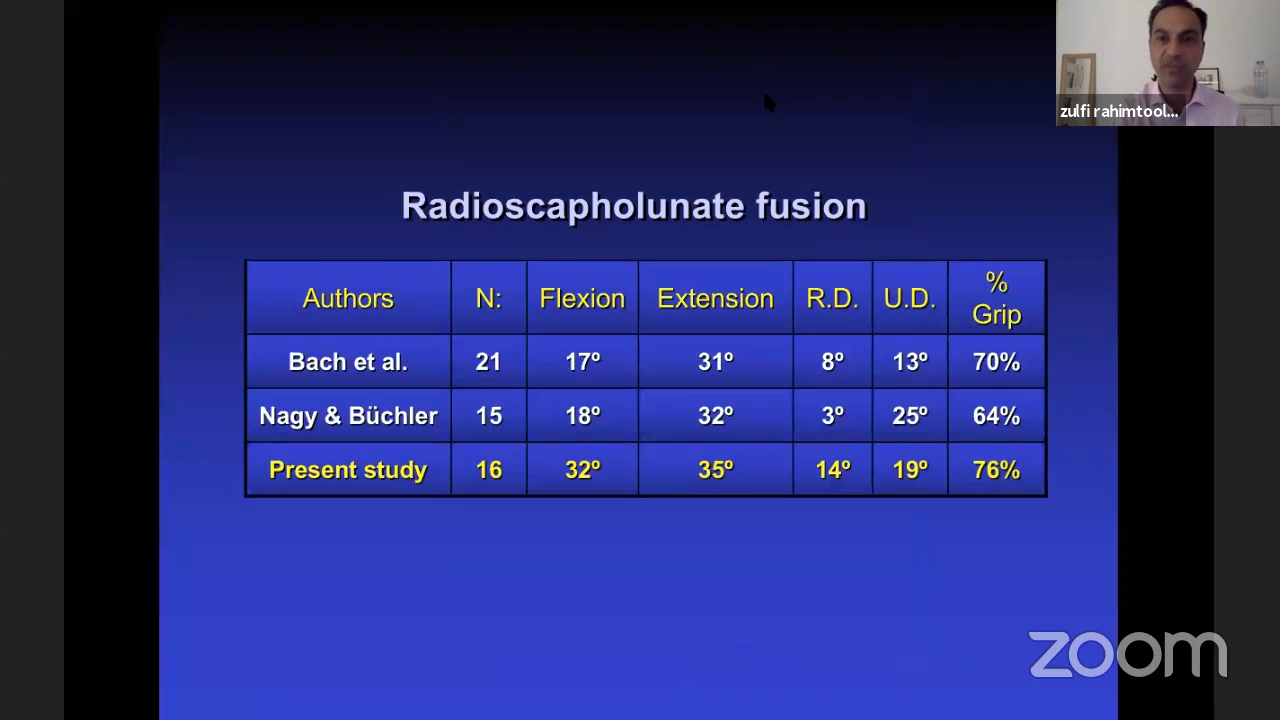 zulfi rahimtool...
Radioscapholunate fusion
Authors N: Flexion Extension R.D. U.D. % Grip
Bach et al. 21 17º 31º 8º 13º 70%
Nagy & Büchler 15 18º 32º 3º 25º 64%
Present study 16 32º 35º 14º 19º 76%
zoom